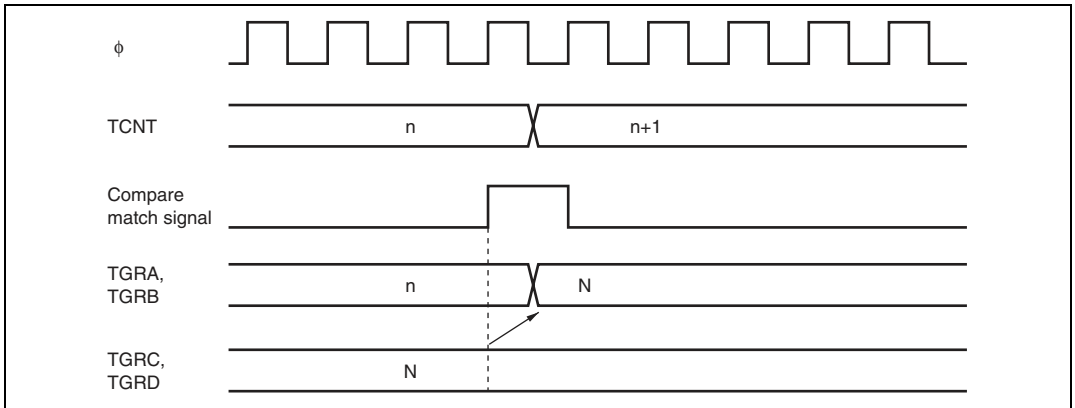 ϕ
TCNT n n+1
Compare
match signal
TGRA,
TGRB n N
TGRC,
TGRD N